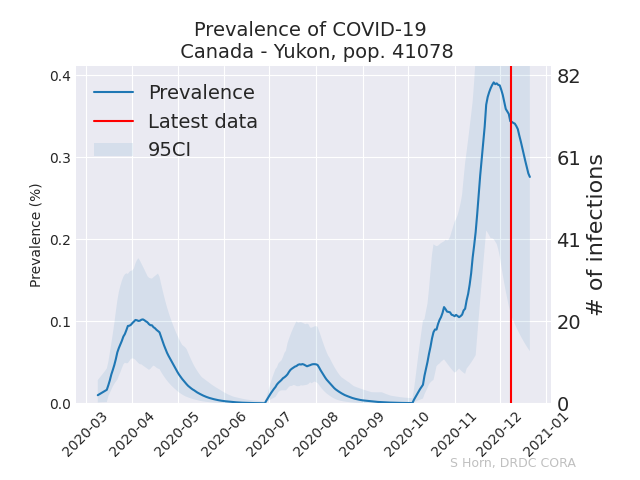 Prevalence of COVID-19
Canada - Yukon, pop. 41078
Prevalence
Latest data
95CI
Prevalence (%)
0.4
0.3
0.2
0.1
0.0
82
61
41
20
0
# of infections
2020-03
2020-04
2020-05
2020-06
2020-07
2020-08
2020-09
2020-10
2020-11
2020-12
2021-01
S Horn, DRDC CORA